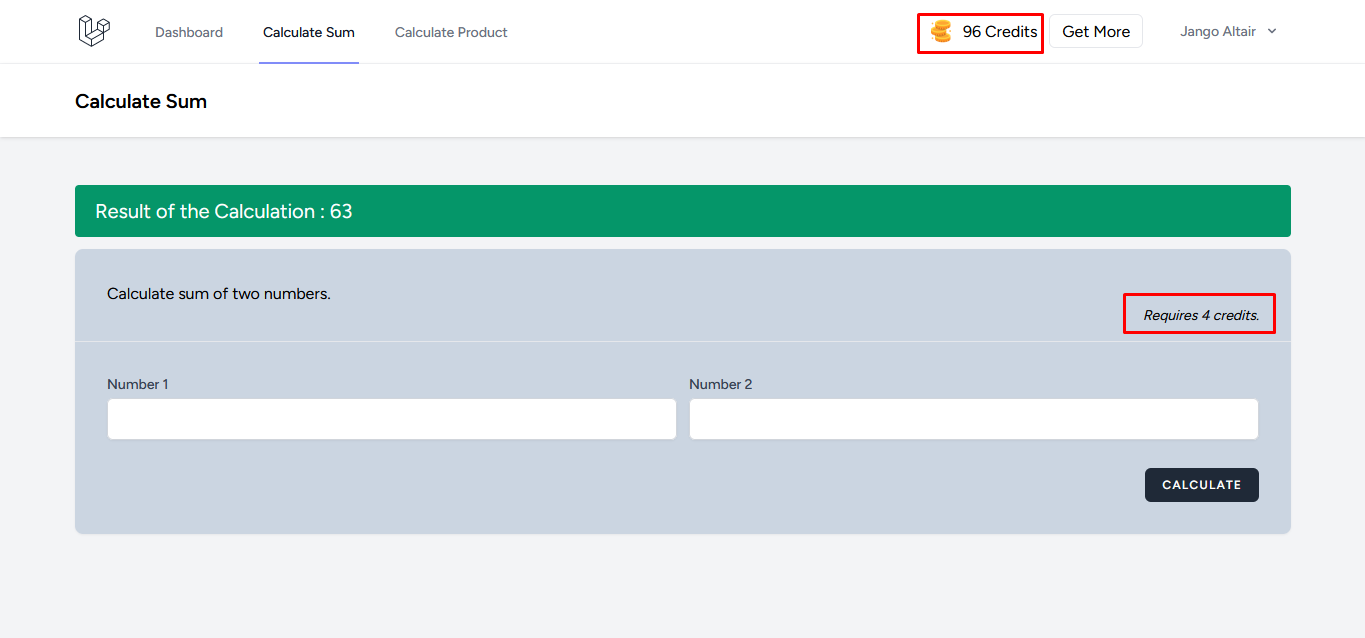 Dashboard Calculate Sum Calculate Product 96 Credits Get More Jango Altair
Calculate Sum
Result of the Calculation : 63
Calculate sum of two numbers.
Requires 4 credits.
Number 1 Number 2
CALCULATE